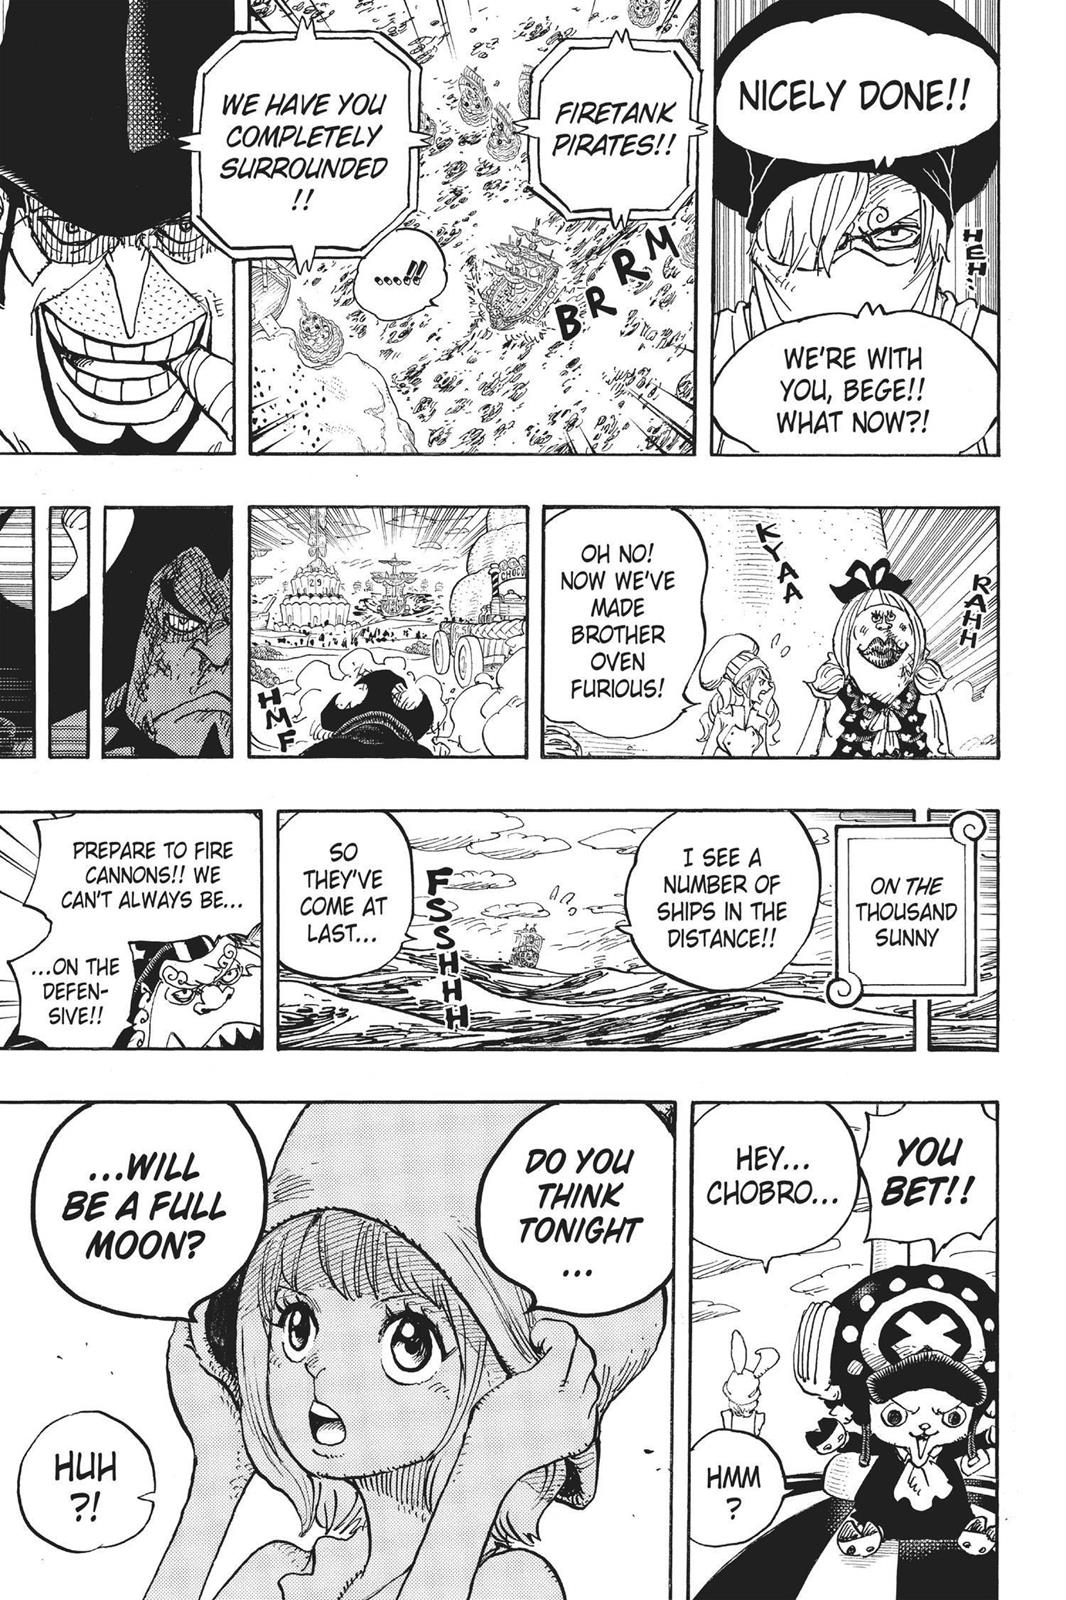 NICELY DONE!!
HEH...
WE'RE WITH
YOU, BEGE!!
WHAT NOW?!
FIRETANK
PIRATES!!
BRRRM
WE HAVE YOU
COMPLETELY
SURROUNDED
!!
....!!
KYAA
RAHH
OH NO!
NOW WE'VE
MADE
BROTHER
OVEN
FURIOUS!
29
CHOCO
HMF
ON THE
THOUSAND
SUNNY
I SEE A
NUMBER OF
SHIPS IN THE
DISTANCE!!
FSSHHH
SO
THEY'VE
COME AT
LAST...
PREPARE TO FIRE
CANNONS!! WE
CAN'T ALWAYS BE...
...ON THE
DEFEN-
SIVE!!
YOU
BET!!
HEY...
CHOBRO...
HMM
?
DO YOU
THINK
TONIGHT
...
...WILL
BE A FULL
MOON?
HUH
?!